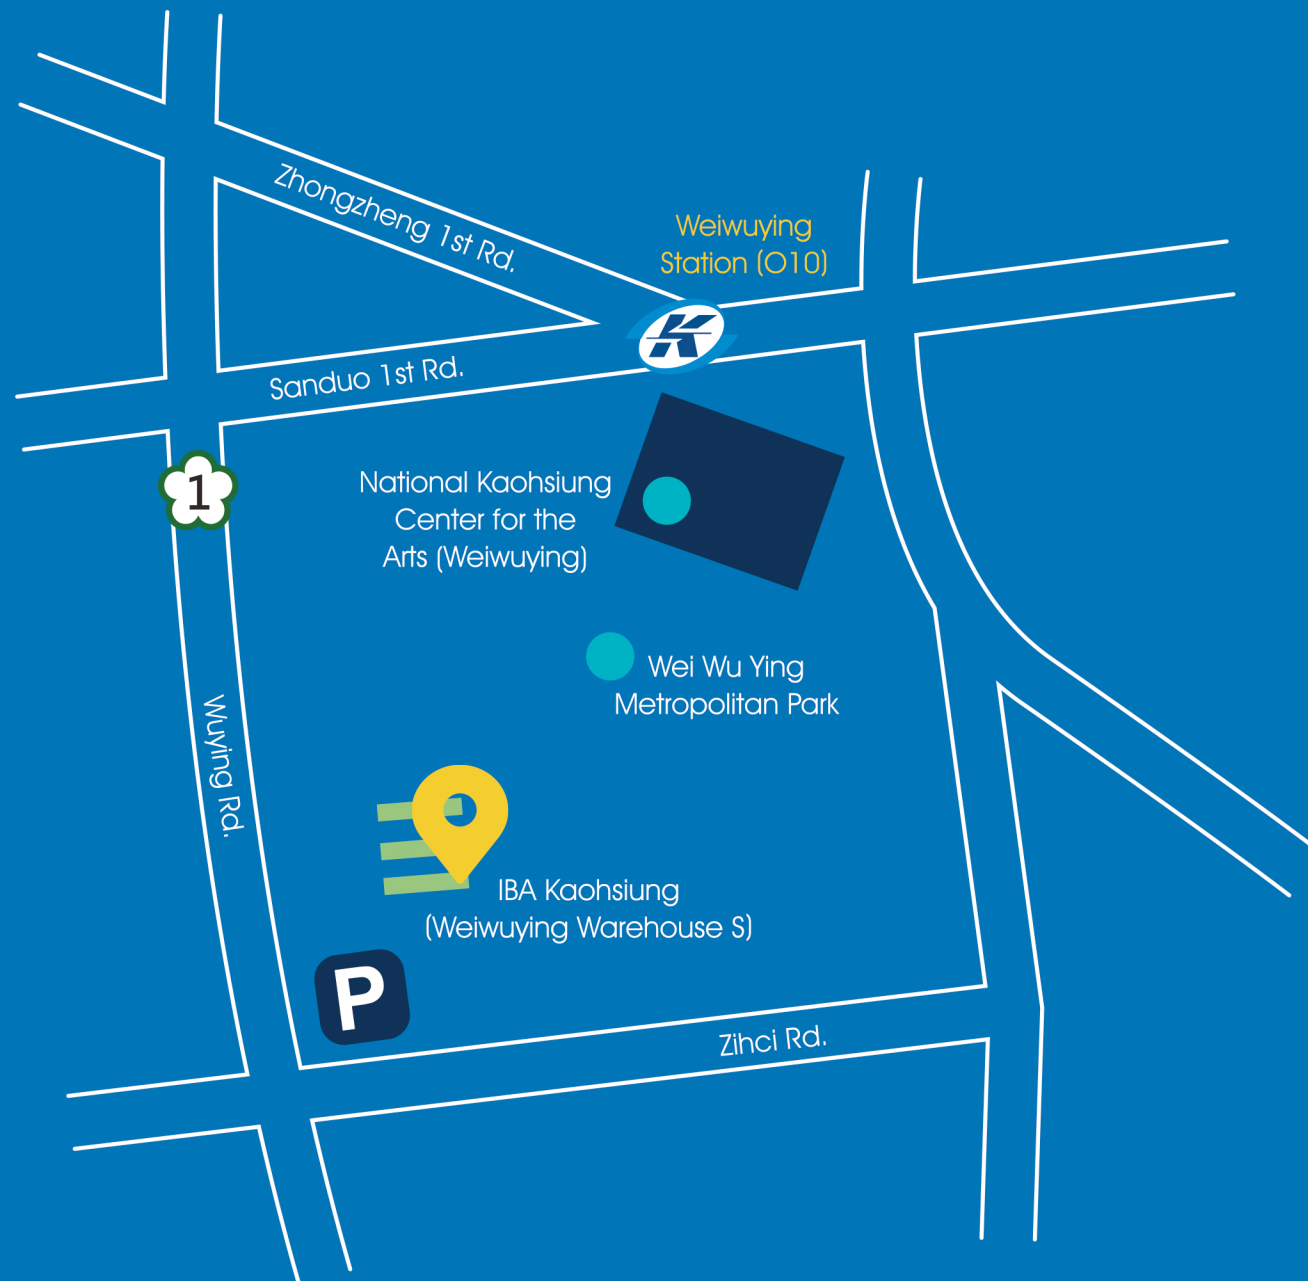 Zhongzheng 1st Rd.
Weiwuying
Station (O10)
K
Sanduo 1st Rd.
1
National Kaohsiung
Center for the
Arts (Weiwuying)
Wei Wu Ying
Metropolitan Park
Wuying Rd.
IBA Kaohsiung
(Weiwuying Warehouse S)
P
Zihci Rd.